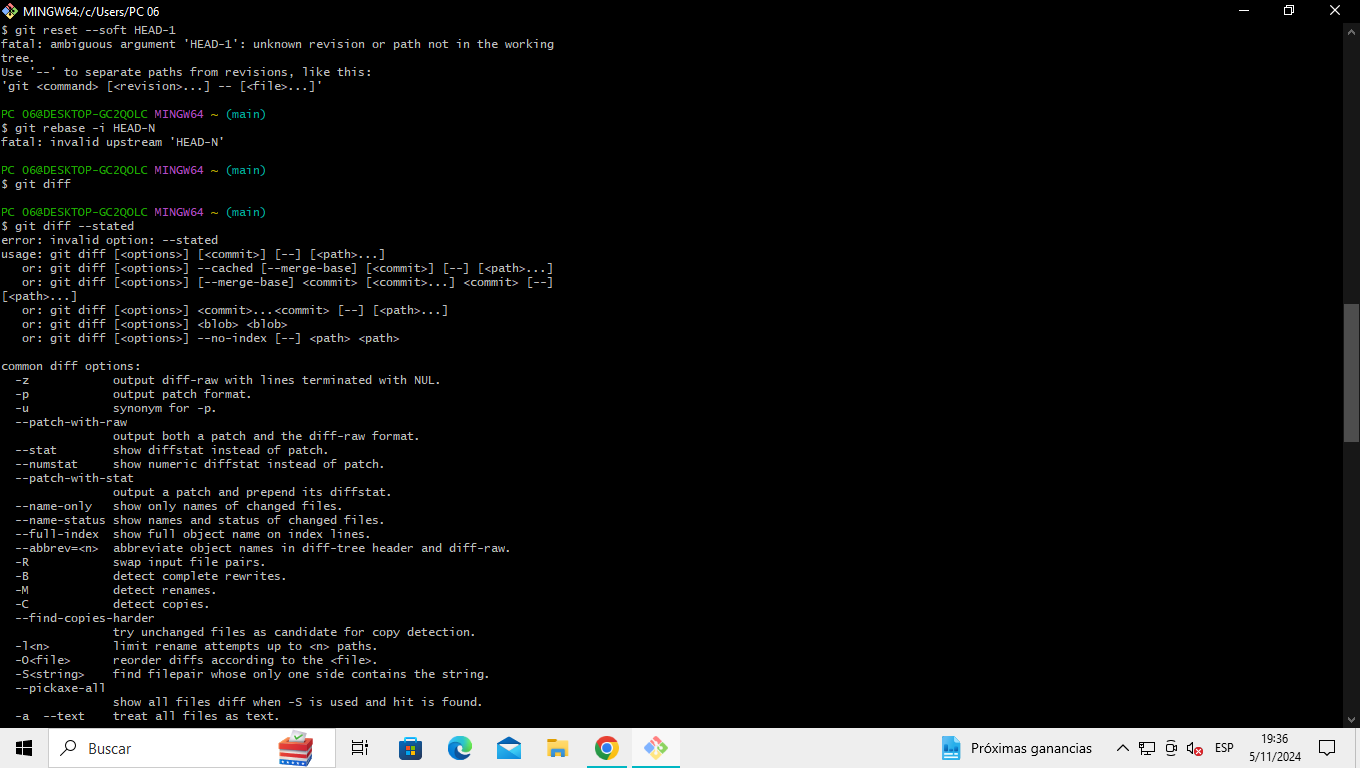 MINGW64:/c/Users/PC 06
$ git reset --soft HEAD-1
fatal: ambiguous argument 'HEAD-1': unknown revision or path not in the working
tree.
Use '--' to separate paths from revisions, like this:
'git <command> [<revision>...] -- [<file>...]'
PC 06@DESKTOP-GC2QOLC MINGW64 ~ (main)
$ git rebase -i HEAD-N
fatal: invalid upstream 'HEAD-N'
PC 06@DESKTOP-GC2QOLC MINGW64 ~ (main)
$ git diff
PC 06@DESKTOP-GC2QOLC MINGW64 ~ (main)
$ git diff --stated
error: invalid option: --stated
usage: git diff [<options>] [<commit>] [--] [<path>...]
   or: git diff [<options>] --cached [--merge-base] [<commit>] [--] [<path>...]
   or: git diff [<options>] [--merge-base] <commit> [<commit>...] <commit> [--]
[<path>...]
   or: git diff [<options>] <commit>...<commit> [--] [<path>...]
   or: git diff [<options>] <blob> <blob>
   or: git diff [<options>] --no-index [--] <path> <path>
common diff options:
  -z            output diff-raw with lines terminated with NUL.
  -p            output patch format.
  -u            synonym for -p.
  --patch-with-raw
                output both a patch and the diff-raw format.
  --stat        show diffstat instead of patch.
  --numstat     show numeric diffstat instead of patch.
  --patch-with-stat
                output a patch and prepend its diffstat.
  --name-only   show only names of changed files.
  --name-status show names and status of changed files.
  --full-index  show full object name on index lines.
  --abbrev=<n>  abbreviate object names in diff-tree header and diff-raw.
  -R            swap input file pairs.
  -B            detect complete rewrites.
  -M            detect renames.
  -C            detect copies.
  --find-copies-harder
                try unchanged files as candidate for copy detection.
  -l<n>         limit rename attempts up to <n> paths.
  -O<file>      reorder diffs according to the <file>.
  -S<string>    find filepair whose only one side contains the string.
  --pickaxe-all
                show all files diff when -S is used and hit is found.
  -a  --text    treat all files as text.
Buscar
Próximas ganancias
ESP
19:36
5/11/2024